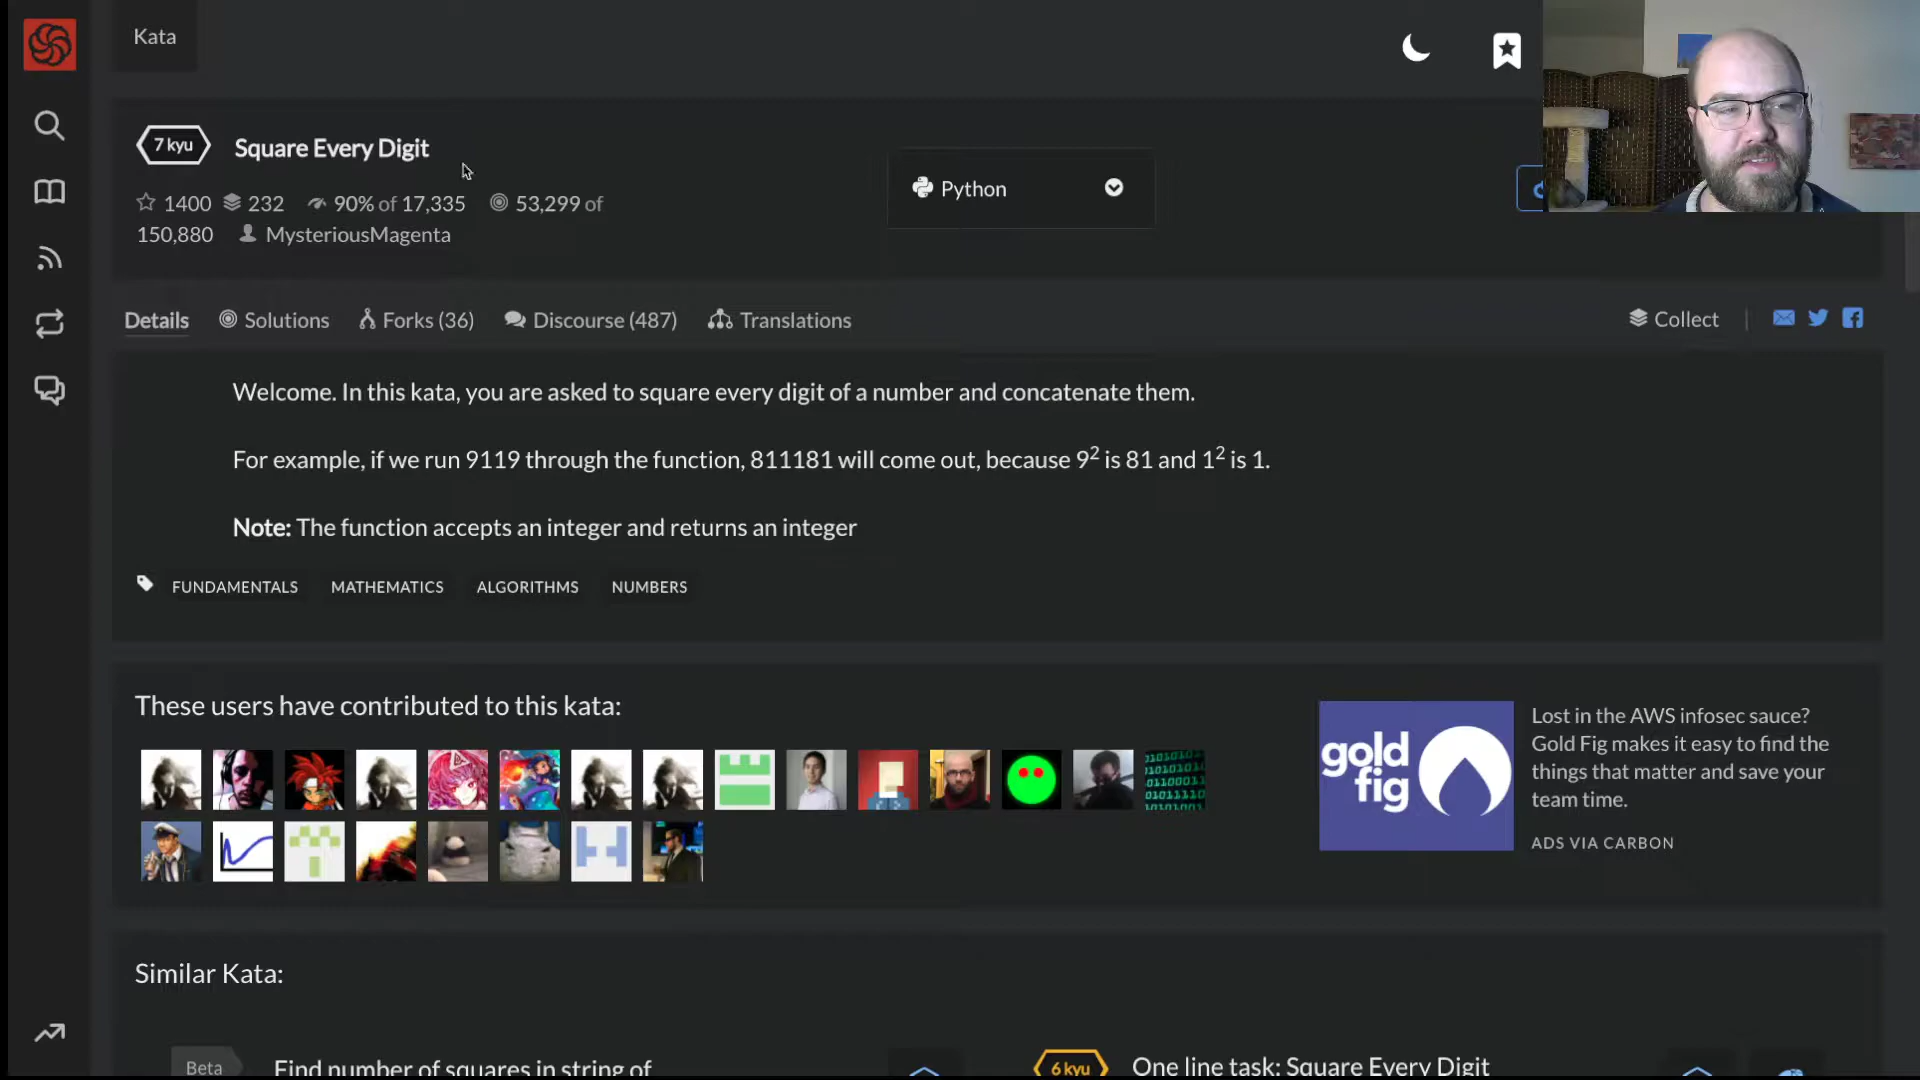 Kata
7 kyu
Square Every Digit
1400 232 90% of 17,335 53,299 of
150,880 MysteriousMagenta
Python
Details Solutions Forks (36) Discourse (487) Translations
Collect
Welcome. In this kata, you are asked to square every digit of a number and concatenate them.
For example, if we run 9119 through the function, 811181 will come out, because 9² is 81 and 1² is 1.
Note: The function accepts an integer and returns an integer
FUNDAMENTALS MATHEMATICS ALGORITHMS NUMBERS
These users have contributed to this kata:
gold
fig
Lost in the AWS infosec sauce?
Gold Fig makes it easy to find the
things that matter and save your
team time.
ADS VIA CARBON
Similar Kata:
Beta Find number of squares in string of
6 kyu One line task: Square Every Digit